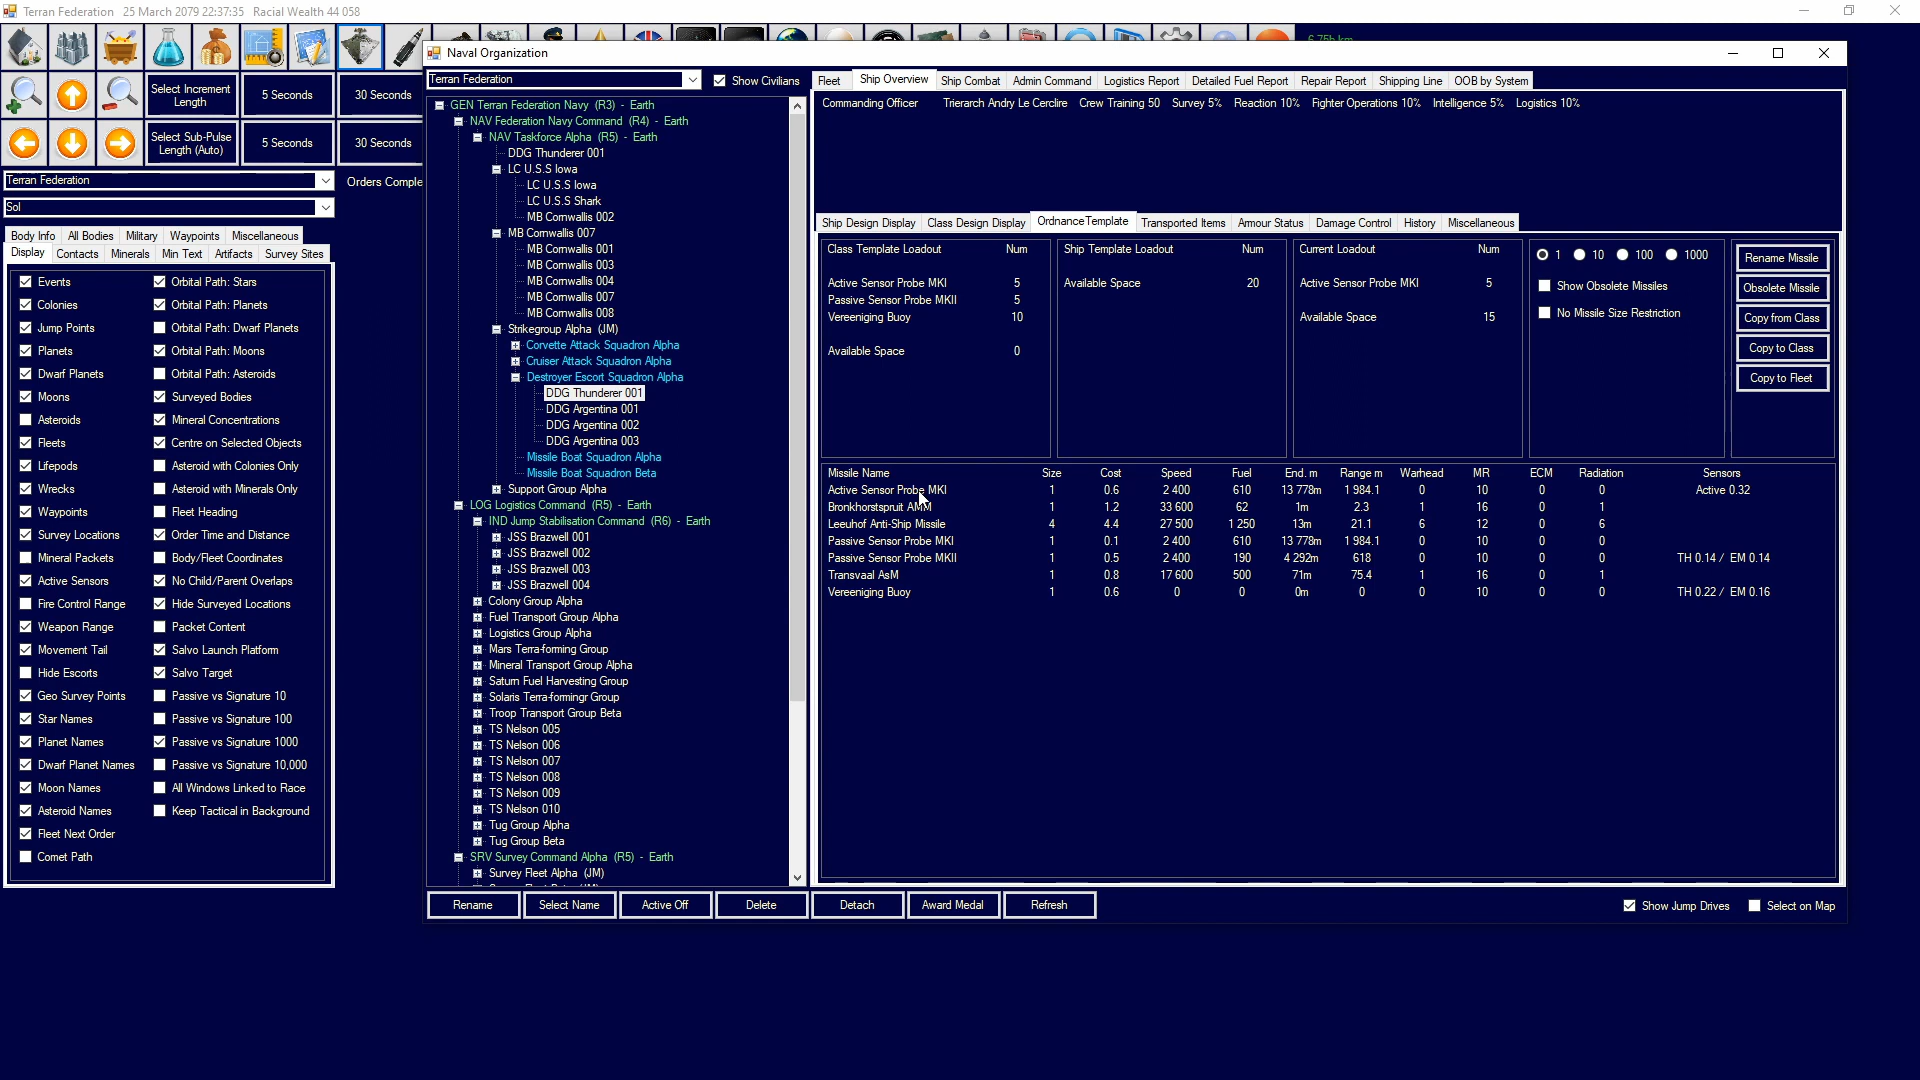 Terran Federation   25 March 2079 22:37:35   Racial Wealth 44 058
6.75b km
Select Increment Length
5 Seconds
30 Seconds
Select Sub-Pulse Length (Auto)
5 Seconds
30 Seconds
Terran Federation
Orders Comple
Sol
Body Info   All Bodies   Military   Waypoints   Miscellaneous
Display   Contacts   Minerals   Min Text   Artifacts   Survey Sites
Events   Orbital Path: Stars
Colonies   Orbital Path: Planets
Jump Points   Orbital Path: Dwarf Planets
Planets   Orbital Path: Moons
Dwarf Planets   Orbital Path: Asteroids
Moons   Surveyed Bodies
Asteroids   Mineral Concentrations
Fleets   Centre on Selected Objects
Lifepods   Asteroid with Colonies Only
Wrecks   Asteroid with Minerals Only
Waypoints   Fleet Heading
Survey Locations   Order Time and Distance
Mineral Packets   Body/Fleet Coordinates
Active Sensors   No Child/Parent Overlaps
Fire Control Range   Hide Surveyed Locations
Weapon Range   Packet Content
Movement Tail   Salvo Launch Platform
Hide Escorts   Salvo Target
Geo Survey Points   Passive vs Signature 10
Star Names   Passive vs Signature 100
Planet Names   Passive vs Signature 1000
Dwarf Planet Names   Passive vs Signature 10,000
Moon Names   All Windows Linked to Race
Asteroid Names   Keep Tactical in Background
Fleet Next Order
Comet Path
Naval Organization
Terran Federation   Show Civilians
GEN Terran Federation Navy (R3) - Earth
NAV Federation Navy Command (R4) - Earth
NAV Taskforce Alpha (R5) - Earth
DDG Thunderer 001
LC U.S.S Iowa
LC U.S.S Iowa
LC U.S.S Shark
MB Cornwallis 002
MB Cornwallis 007
MB Cornwallis 001
MB Cornwallis 003
MB Cornwallis 004
MB Cornwallis 007
MB Cornwallis 008
Strikegroup Alpha (JM)
Corvette Attack Squadron Alpha
Cruiser Attack Squadron Alpha
Destroyer Escort Squadron Alpha
DDG Thunderer 001
DDG Argentina 001
DDG Argentina 002
DDG Argentina 003
Missile Boat Squadron Alpha
Missile Boat Squadron Beta
Support Group Alpha
LOG Logistics Command (R5) - Earth
IND Jump Stabilisation Command (R6) - Earth
JSS Brazwell 001
JSS Brazwell 002
JSS Brazwell 003
JSS Brazwell 004
Colony Group Alpha
Fuel Transport Group Alpha
Logistics Group Alpha
Mars Terra-forming Group
Mineral Transport Group Alpha
Saturn Fuel Harvesting Group
Solaris Terra-formingr Group
Troop Transport Group Beta
TS Nelson 005
TS Nelson 006
TS Nelson 007
TS Nelson 008
TS Nelson 009
TS Nelson 010
Tug Group Alpha
Tug Group Beta
SRV Survey Command Alpha (R5) - Earth
Survey Fleet Alpha (JM)
Fleet   Ship Overview   Ship Combat   Admin Command   Logistics Report   Detailed Fuel Report   Repair Report   Shipping Line   OOB by System
Commanding Officer   Trierarch Andry Le Cerclire   Crew Training 50   Survey 5%   Reaction 10%   Fighter Operations 10%   Intelligence 5%   Logistics 10%
Ship Design Display   Class Design Display   Ordnance Template   Transported Items   Armour Status   Damage Control   History   Miscellaneous
Class Template Loadout   Num
Active Sensor Probe MKI   5
Passive Sensor Probe MKII   5
Vereeniging Buoy   10
Available Space   0
Ship Template Loadout   Num
Available Space   20
Current Loadout   Num
Active Sensor Probe MKI   5
Available Space   15
1   10   100   1000
Show Obsolete Missiles
No Missile Size Restriction
Rename Missile
Obsolete Missile
Copy from Class
Copy to Class
Copy to Fleet
Missile Name   Size   Cost   Speed   Fuel   End. m   Range m   Warhead   MR   ECM   Radiation   Sensors
Active Sensor Probe MKI   1   0.6   2 400   610   13 778m   1 984.1   0   10   0   0   Active 0.32
Bronkhorstspruit AMM   1   1.2   33 600   62   1m   2.3   1   16   0   1
Leeuhof Anti-Ship Missile   4   4.4   27 500   1 250   13m   21.1   6   12   0   6
Passive Sensor Probe MKI   1   0.1   2 400   610   13 778m   1 984.1   0   10   0   0
Passive Sensor Probe MKII   1   0.5   2 400   190   4 292m   618   0   10   0   0   TH 0.14 / EM 0.14
Transvaal AsM   1   0.8   17 600   500   71m   75.4   1   16   0   1
Vereeniging Buoy   1   0.6   0   0   0m   0   0   10   0   0   TH 0.22 / EM 0.16
Rename   Select Name   Active Off   Delete   Detach   Award Medal   Refresh   Show Jump Drives   Select on Map